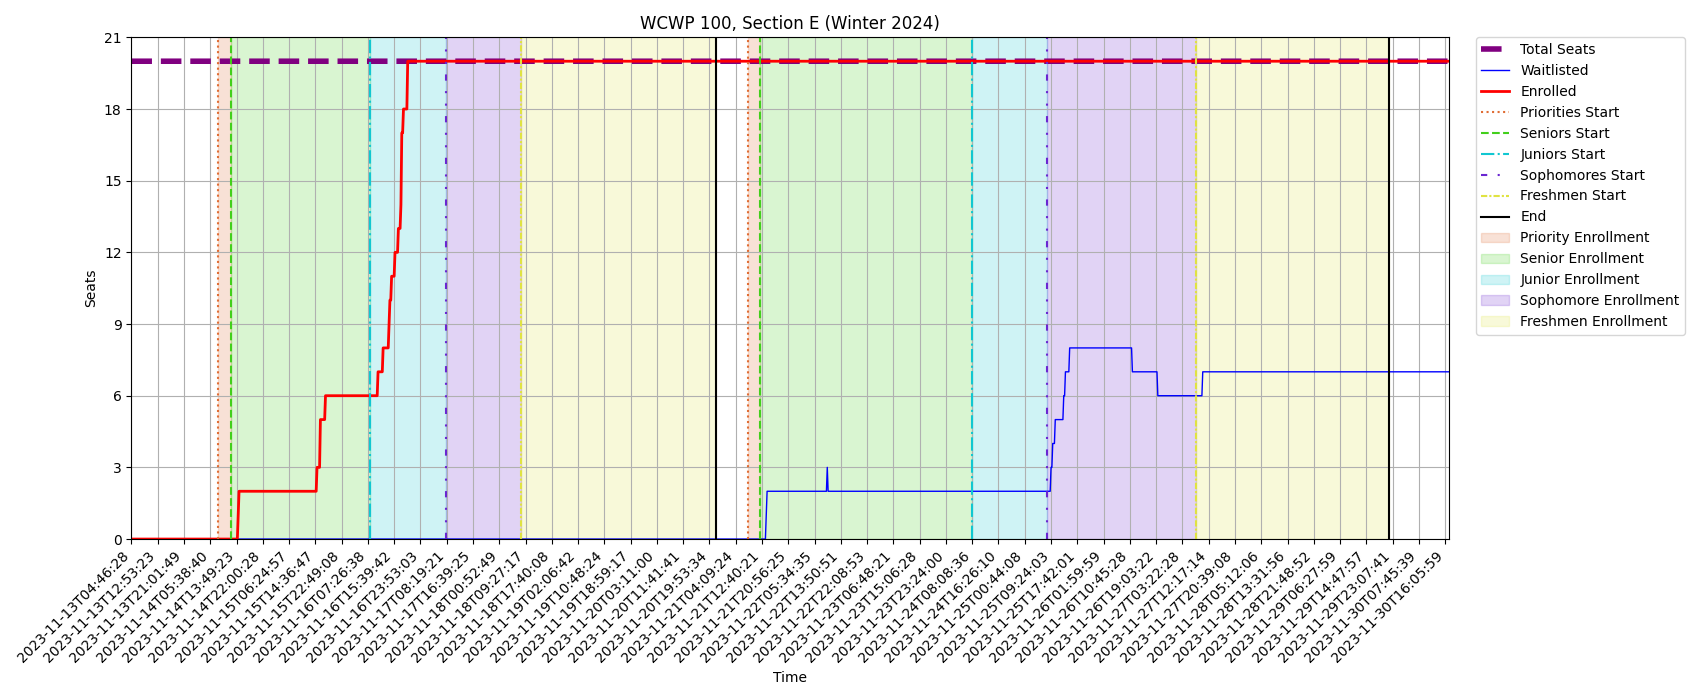 WCWP 100, Section E (Winter 2024)
21
18
15
12
9
6
3
0
Seats
2023-11-13T04:46:28
2023-11-13T12:53:23
2023-11-13T21:01:49
2023-11-14T05:38:40
2023-11-14T13:49:23
2023-11-14T22:00:28
2023-11-15T06:24:57
2023-11-15T14:36:47
2023-11-15T22:49:08
2023-11-16T07:26:38
2023-11-16T15:39:42
2023-11-16T23:53:03
2023-11-17T08:19:21
2023-11-17T16:39:25
2023-11-18T00:52:49
2023-11-18T09:27:17
2023-11-18T17:40:08
2023-11-19T02:06:42
2023-11-19T10:48:24
2023-11-19T18:59:17
2023-11-20T03:11:00
2023-11-20T11:41:41
2023-11-20T19:53:34
2023-11-21T04:09:24
2023-11-21T12:40:21
2023-11-21T20:56:25
2023-11-22T05:34:35
2023-11-22T13:50:51
2023-11-22T22:08:53
2023-11-23T06:48:21
2023-11-23T15:06:28
2023-11-23T23:24:00
2023-11-24T08:08:36
2023-11-24T16:26:10
2023-11-25T00:44:08
2023-11-25T09:24:03
2023-11-25T17:42:01
2023-11-26T01:59:59
2023-11-26T10:45:28
2023-11-26T19:03:22
2023-11-27T03:22:28
2023-11-27T12:17:14
2023-11-27T20:39:08
2023-11-28T05:12:06
2023-11-28T13:31:56
2023-11-28T21:48:52
2023-11-29T06:27:59
2023-11-29T14:47:57
2023-11-29T23:07:41
2023-11-30T07:45:39
2023-11-30T16:05:59
Time
Total Seats
Waitlisted
Enrolled
Priorities Start
Seniors Start
Juniors Start
Sophomores Start
Freshmen Start
End
Priority Enrollment
Senior Enrollment
Junior Enrollment
Sophomore Enrollment
Freshmen Enrollment